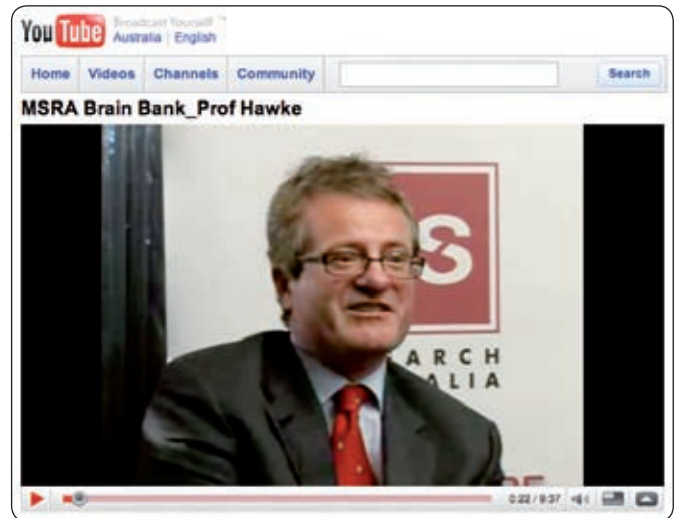 You Tube Broadcast Yourself ™
Australia | English
Home Videos Channels Community Search
MSRA Brain Bank_Prof Hawke
S
ARCH
ALIA
0:22 / 9:37